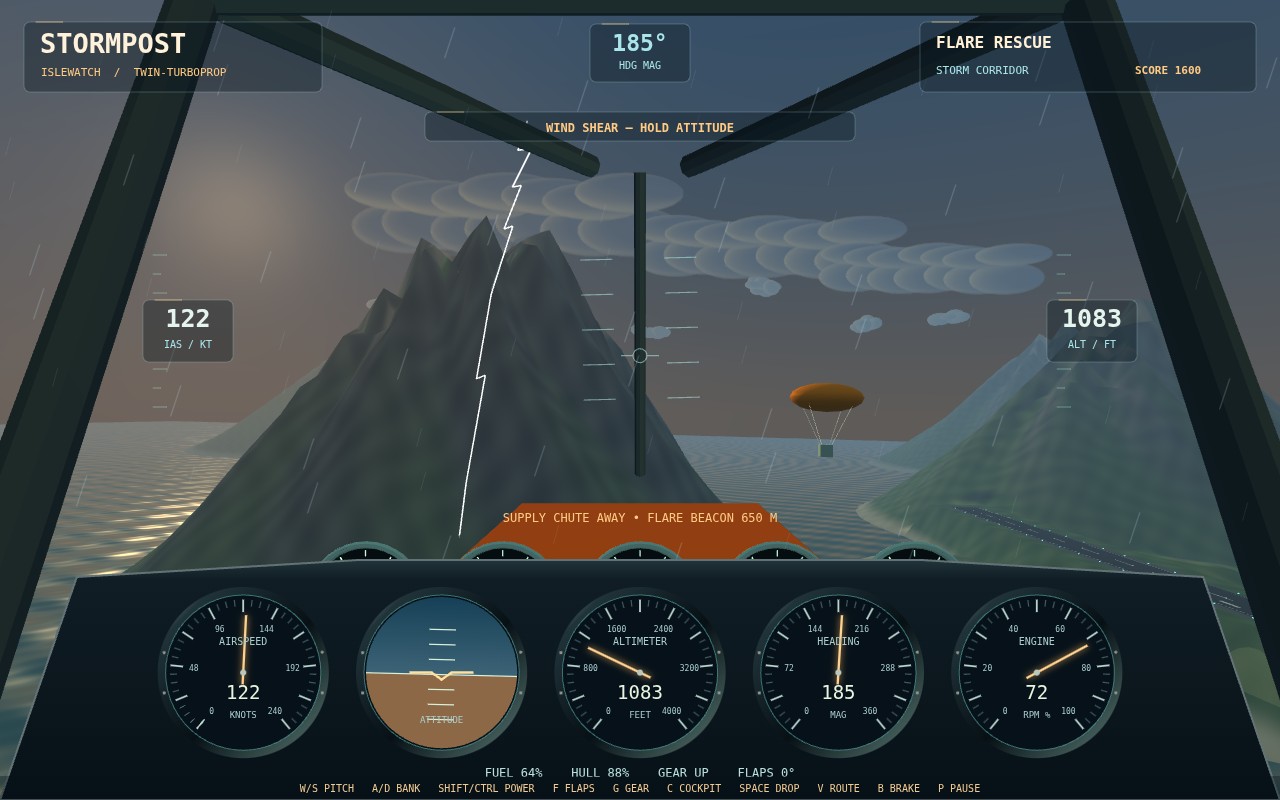 STORMPOST
ISLEWATCH / TWIN-TURBOPROP
185°
HDG MAG
FLARE RESCUE
STORM CORRIDOR SCORE 1600
WIND SHEAR — HOLD ATTITUDE
122
IAS / KT
1083
ALT / FT
SUPPLY CHUTE AWAY • FLARE BEACON 650 M
96 144
AIRSPEED
48 192
122
0 KNOTS 240
ATTITUDE
1600 2400
ALTIMETER
800 3200
1083
0 FEET 4000
144 216
HEADING
72 288
185
0 MAG 360
40 60
ENGINE
20 80
72
0 RPM % 100
FUEL 64% HULL 88% GEAR UP FLAPS 0°
W/S PITCH A/D BANK SHIFT/CTRL POWER F FLAPS G GEAR C COCKPIT SPACE DROP V ROUTE B BRAKE P PAUSE